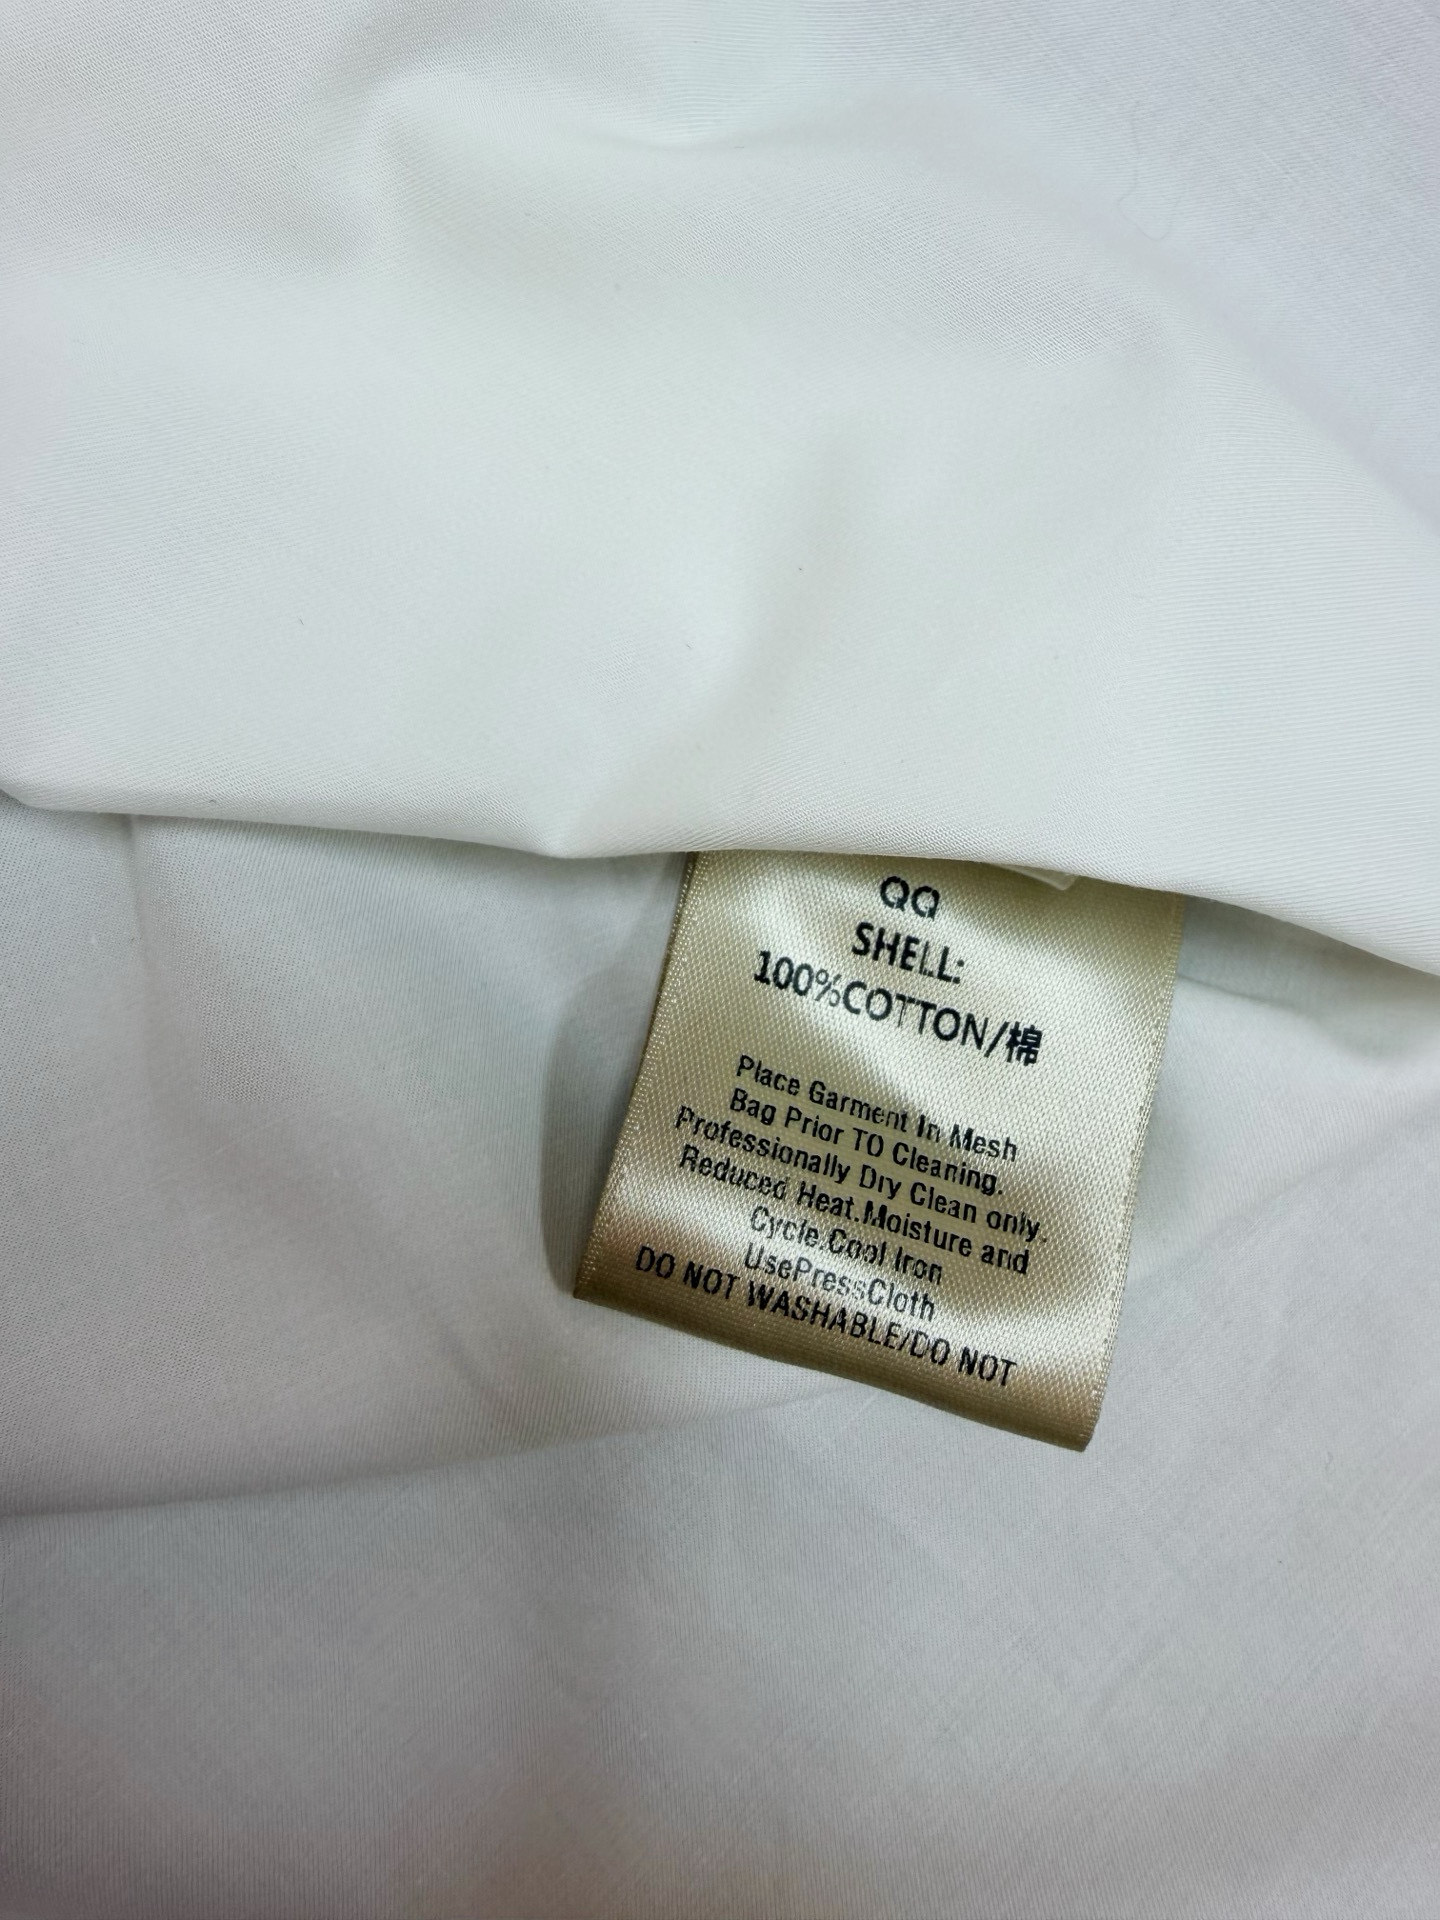 QQ
SHELL:
100%COTTON/棉
Place Garment In Mesh
Bag Prior TO Cleaning.
Professionally Dry Clean only.
Reduced Heat.Moisture and
Cycle.Cool Iron
UsePressCloth
DO NOT WASHABLE/DO NOT